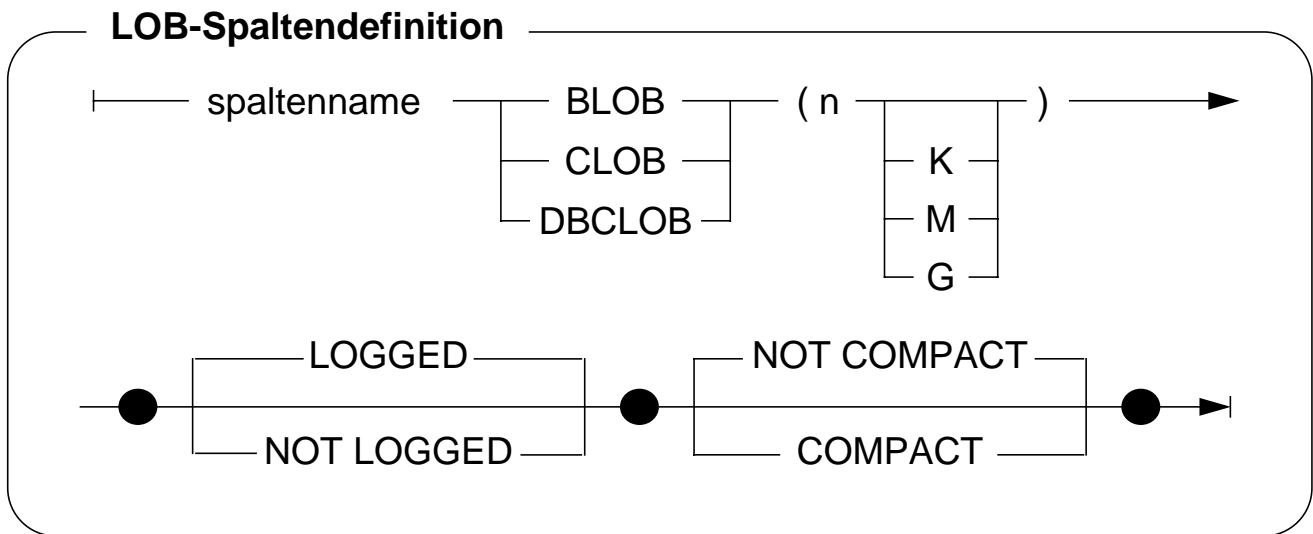 LOB-Spaltendefinition
spaltenname BLOB ( n )
CLOB K
DBCLOB M
G
LOGGED NOT COMPACT
NOT LOGGED COMPACT